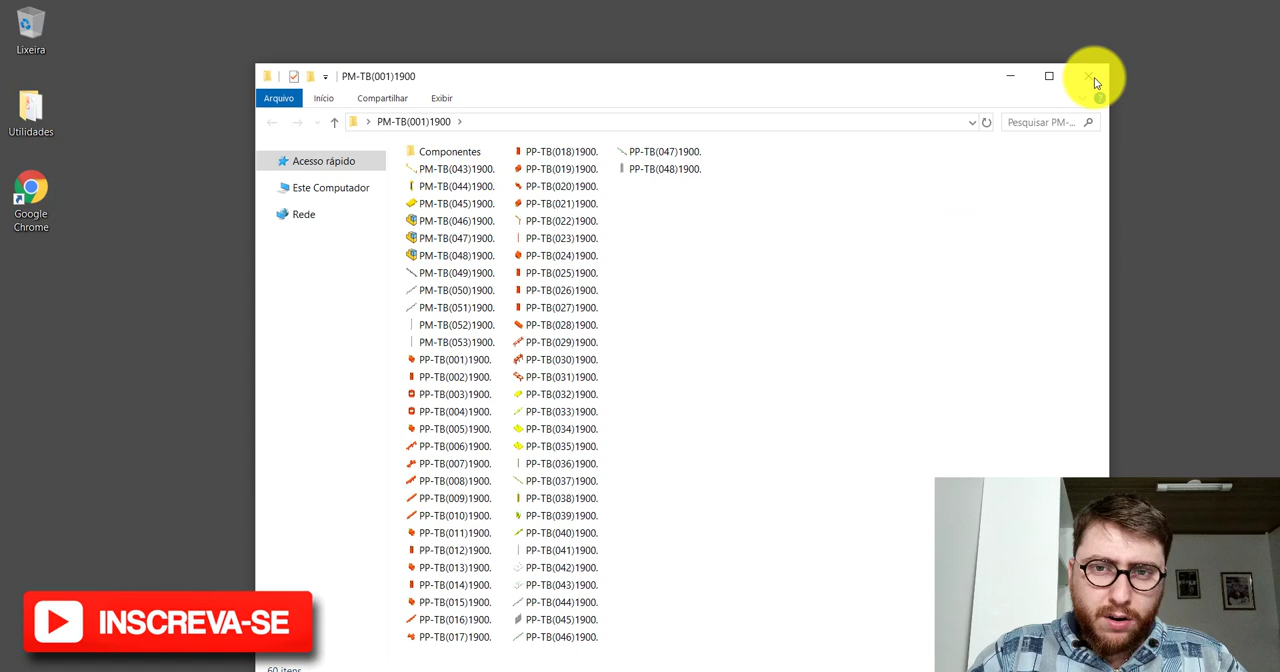 Lixeira
Utilidades
Google
Chrome
PM-TB(001)1900
Arquivo
Início
Compartilhar
Exibir
PM-TB(001)1900
Pesquisar PM-...
Acesso rápido
Este Computador
Rede
Componentes
PM-TB(043)1900.
PM-TB(044)1900.
PM-TB(045)1900.
PM-TB(046)1900.
PM-TB(047)1900.
PM-TB(048)1900.
PM-TB(049)1900.
PM-TB(050)1900.
PM-TB(051)1900.
PM-TB(052)1900.
PM-TB(053)1900.
PP-TB(001)1900.
PP-TB(002)1900.
PP-TB(003)1900.
PP-TB(004)1900.
PP-TB(005)1900.
PP-TB(006)1900.
PP-TB(007)1900.
PP-TB(008)1900.
PP-TB(009)1900.
PP-TB(010)1900.
PP-TB(011)1900.
PP-TB(012)1900.
PP-TB(013)1900.
PP-TB(014)1900.
PP-TB(015)1900.
PP-TB(016)1900.
PP-TB(017)1900.
PP-TB(018)1900.
PP-TB(019)1900.
PP-TB(020)1900.
PP-TB(021)1900.
PP-TB(022)1900.
PP-TB(023)1900.
PP-TB(024)1900.
PP-TB(025)1900.
PP-TB(026)1900.
PP-TB(027)1900.
PP-TB(028)1900.
PP-TB(029)1900.
PP-TB(030)1900.
PP-TB(031)1900.
PP-TB(032)1900.
PP-TB(033)1900.
PP-TB(034)1900.
PP-TB(035)1900.
PP-TB(036)1900.
PP-TB(037)1900.
PP-TB(038)1900.
PP-TB(039)1900.
PP-TB(040)1900.
PP-TB(041)1900.
PP-TB(042)1900.
PP-TB(043)1900.
PP-TB(044)1900.
PP-TB(045)1900.
PP-TB(046)1900.
PP-TB(047)1900.
PP-TB(048)1900.
60 itens
INSCREVA-SE